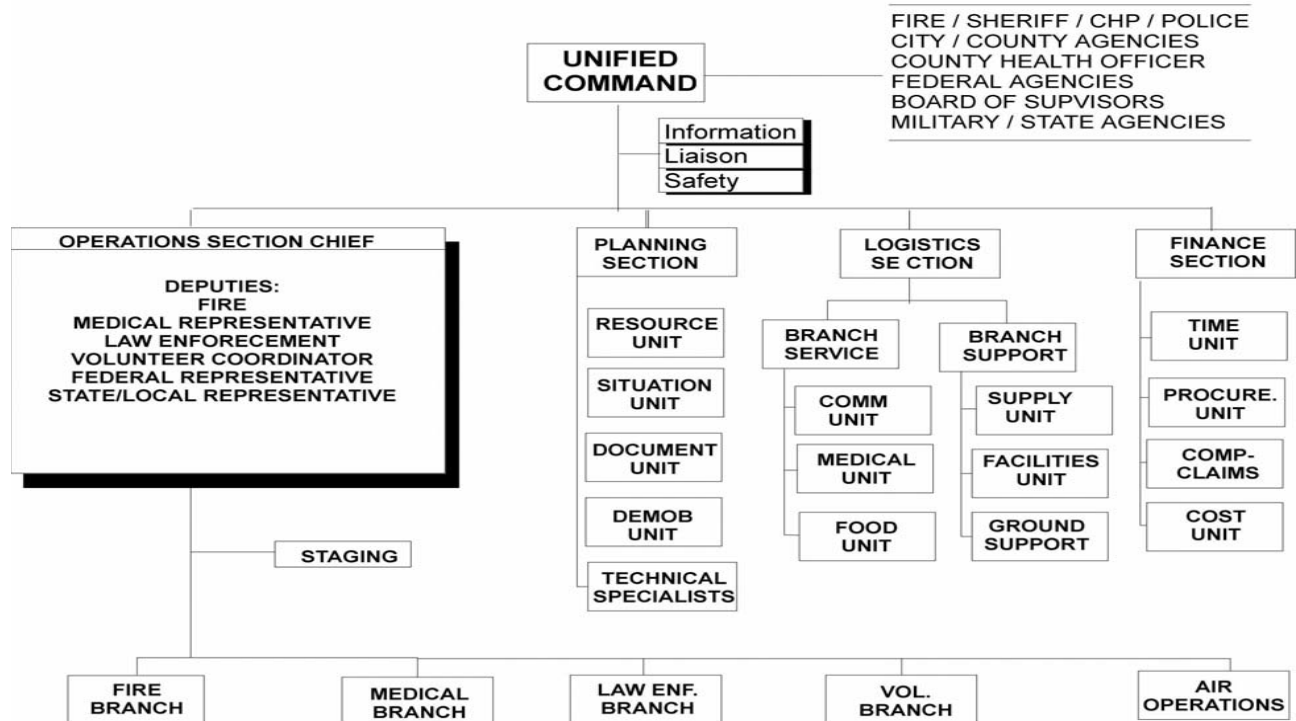 FIRE / SHERIFF / CHP / POLICE
CITY / COUNTY AGENCIES
COUNTY HEALTH OFFICER
FEDERAL AGENCIES
BOARD OF SUPVISORS
MILITARY / STATE AGENCIES
UNIFIED
COMMAND
Information
Liaison
Safety
OPERATIONS SECTION CHIEF
DEPUTIES:
FIRE
MEDICAL REPRESENTATIVE
LAW ENFORECEMENT
VOLUNTEER COORDINATOR
FEDERAL REPRESENTATIVE
STATE/LOCAL REPRESENTATIVE
STAGING
PLANNING
SECTION
RESOURCE
UNIT
SITUATION
UNIT
DOCUMENT
UNIT
DEMOB
UNIT
TECHNICAL
SPECIALISTS
LOGISTICS
SE CTION
BRANCH
SERVICE
COMM
UNIT
MEDICAL
UNIT
FOOD
UNIT
BRANCH
SUPPORT
SUPPLY
UNIT
FACILITIES
UNIT
GROUND
SUPPORT
FINANCE
SECTION
TIME
UNIT
PROCURE.
UNIT
COMP-
CLAIMS
COST
UNIT
FIRE
BRANCH
MEDICAL
BRANCH
LAW ENF.
BRANCH
VOL.
BRANCH
AIR
OPERATIONS